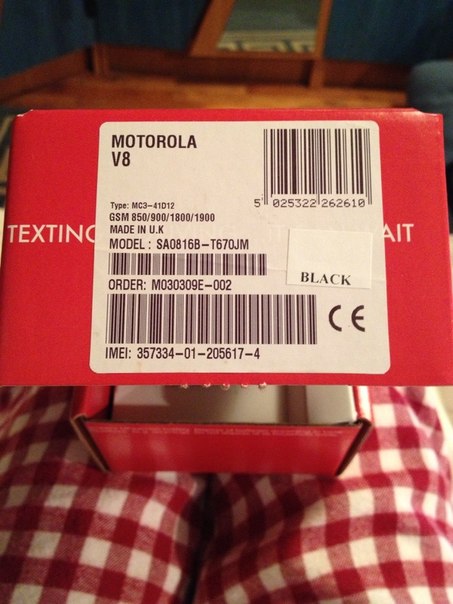 MOTOROLA
V8
5 025322 262610
Type: MC3-41D12
GSM 850/900/1800/1900
MADE IN U.K
TEXTING AIT
MODEL : SA0816B-T670JM
BLACK
ORDER: M030309E-002
CE
IMEI: 357334-01-205617-4